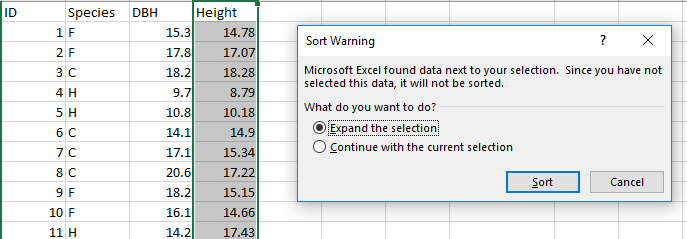 ID Species DBH Height
1 F 15.3 14.78
2 F 17.8 17.07
3 C 18.2 18.28
4 H 9.7 8.79
5 H 10.8 10.18
6 C 14.1 14.9
7 C 17.1 15.34
8 C 20.6 17.22
9 F 18.2 15.15
10 F 16.1 14.66
11 H 14.2 17.43
Sort Warning ? ×
Microsoft Excel found data next to your selection. Since you have not
selected this data, it will not be sorted.
What do you want to do?
Expand the selection
Continue with the current selection
Sort Cancel